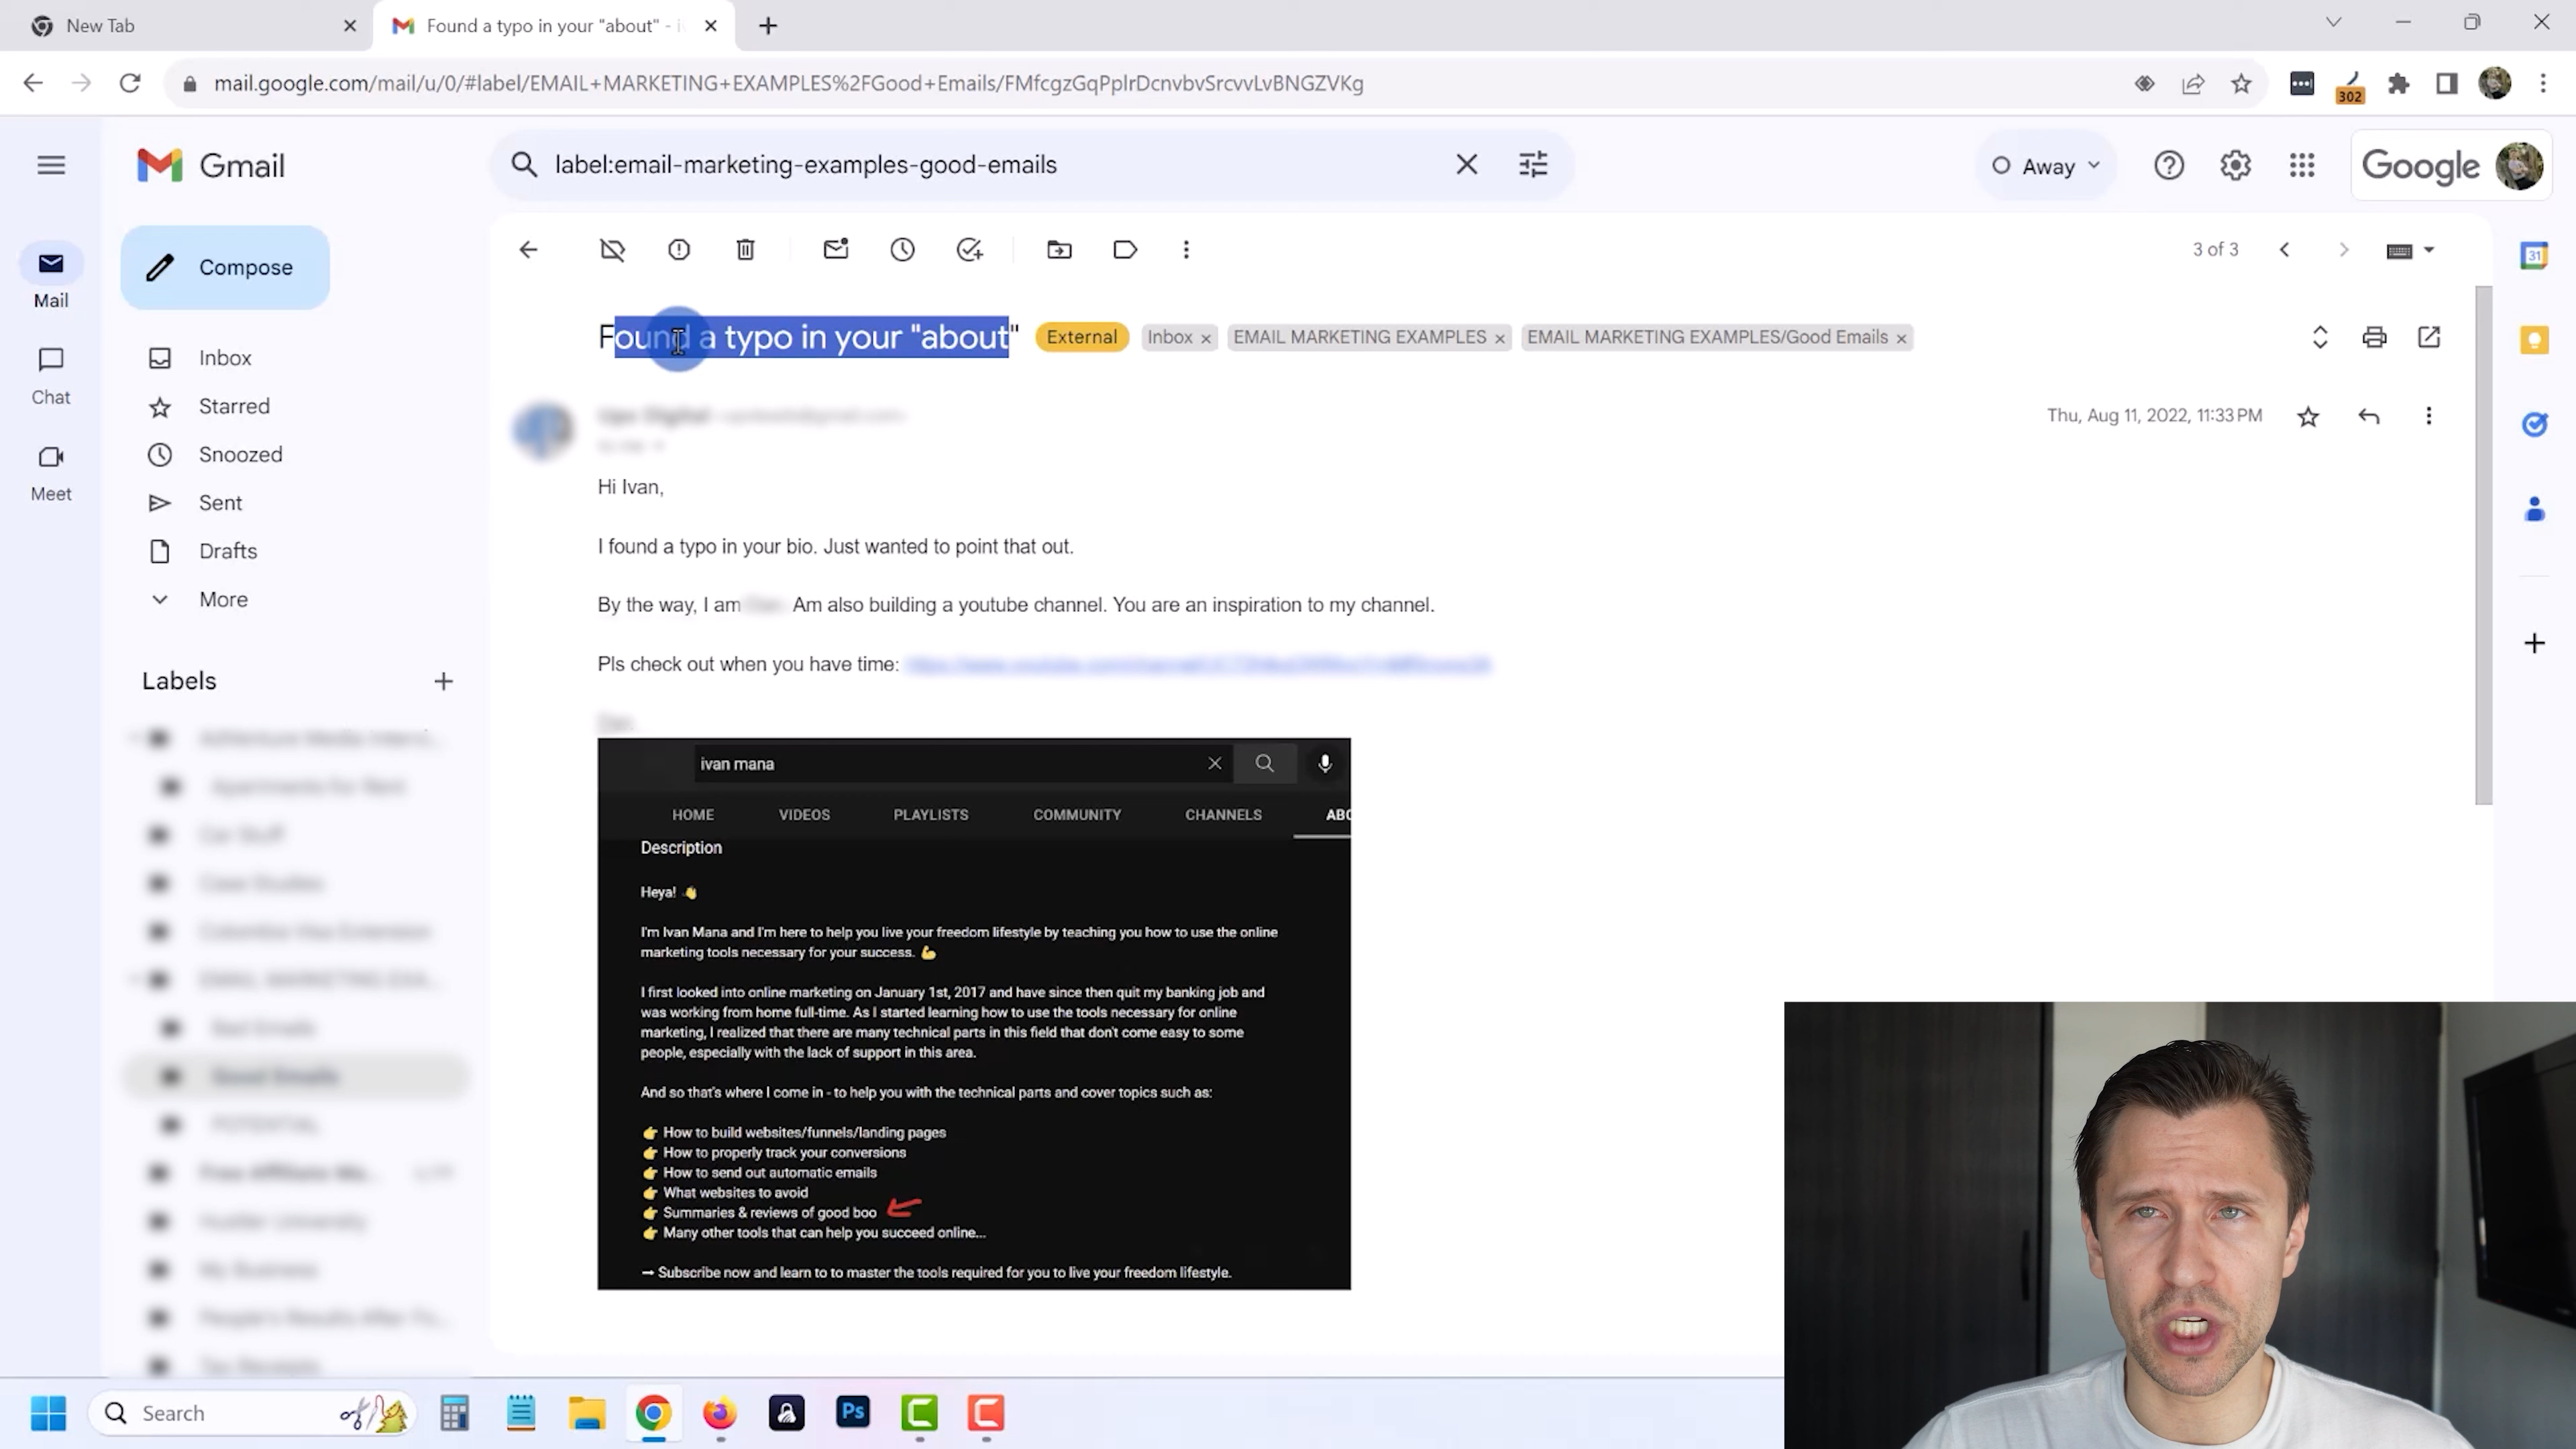 New Tab
Found a typo in your "about" - i
mail.google.com/mail/u/0/#label/EMAIL+MARKETING+EXAMPLES%2FGood+Emails/FMfcgzGqPplrDcnvbvSrcvvLvBNGZVKg
302
Gmail
label:email-marketing-examples-good-emails
Away
Google
Compose
3 of 3
31
Mail
Chat
Meet
Inbox
Starred
Snoozed
Sent
Drafts
More
Labels
Found a typo in your "about"
External
Inbox
EMAIL MARKETING EXAMPLES
EMAIL MARKETING EXAMPLES/Good Emails
Thu, Aug 11, 2022, 11:33 PM
Hi Ivan,
I found a typo in your bio. Just wanted to point that out.
By the way, I am Am also building a youtube channel. You are an inspiration to my channel.
Pls check out when you have time:
ivan mana
HOME VIDEOS PLAYLISTS COMMUNITY CHANNELS ABO
Description
Heya! 👋
I'm Ivan Mana and I'm here to help you live your freedom lifestyle by teaching you how to use the online
marketing tools necessary for your success. 💪
I first looked into online marketing on January 1st, 2017 and have since then quit my banking job and
was working from home full-time. As I started learning how to use the tools necessary for online
marketing, I realized that there are many technical parts in this field that don't come easy to some
people, especially with the lack of support in this area.
And so that's where I come in - to help you with the technical parts and cover topics such as:
👉 How to build websites/funnels/landing pages
👉 How to properly track your conversions
👉 How to send out automatic emails
👉 What websites to avoid
👉 Summaries & reviews of good boo
👉 Many other tools that can help you succeed online...
→ Subscribe now and learn to to master the tools required for you to live your freedom lifestyle.
Search
Ps